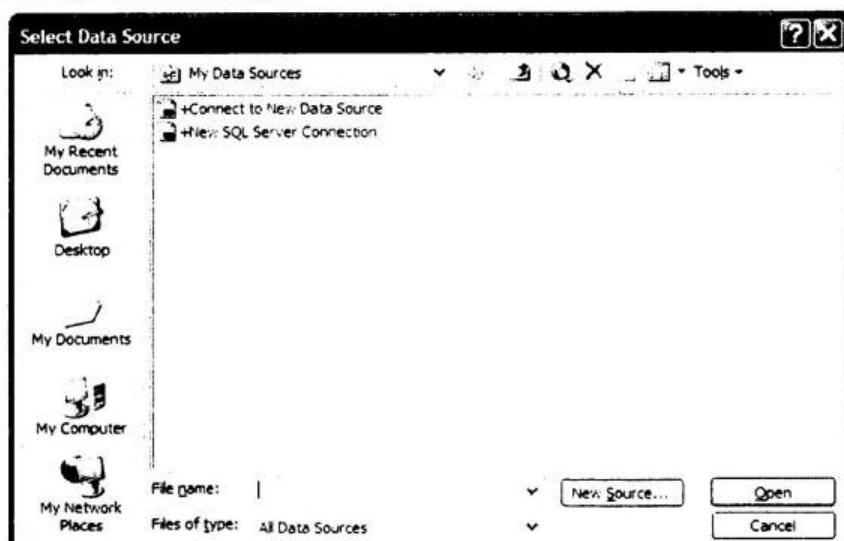 Select Data Source
Look in: My Data Sources Tools
+Connect to New Data Source
+New SQL Server Connection
My Recent
Documents
Desktop
My Documents
My Computer
My Network
Places
File name: New Source... Open
Files of type: All Data Sources Cancel